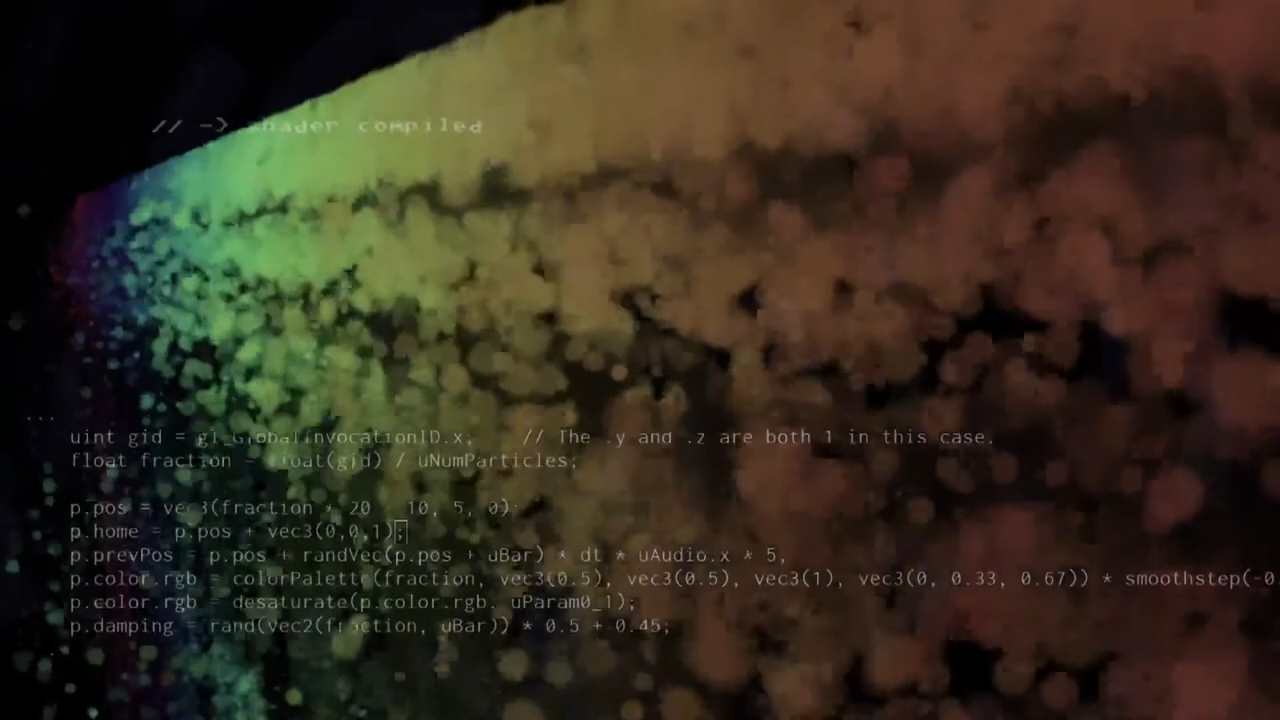 // -> shader compiled
...
uint gid = gl_GlobalInvocationID.x;    // The .y and .z are both 1 in this case.
float fraction = float(gid) / uNumParticles;
p.pos = vec3(fraction * 20 - 10, 5, 0);
p.home = p.pos + vec3(0,0,1);
p.prevPos = p.pos + randVec(p.pos + uBar) * dt * uAudio.x * 5;
p.color.rgb = colorPalette(fraction, vec3(0.5), vec3(0.5), vec3(1), vec3(0, 0.33, 0.67)) * smoothstep(-0
p.color.rgb = desaturate(p.color.rgb, uParam0_1);
p.damping = rand(vec2(fraction, uBar)) * 0.5 + 0.45;